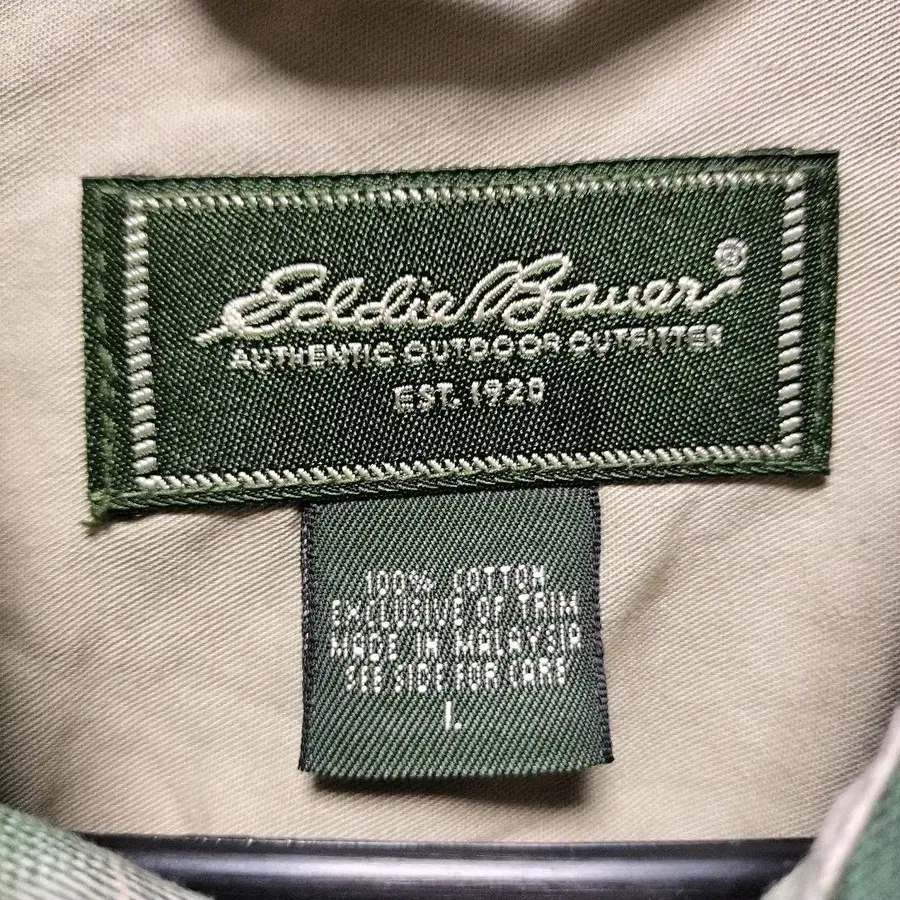 Eddie Bauer®
AUTHENTIC OUTDOOR OUTFITTER
EST. 1920
100% COTTON
EXCLUSIVE OF TRIM
MADE IN MALAYSIA
SEE SIDE FOR CARE
L